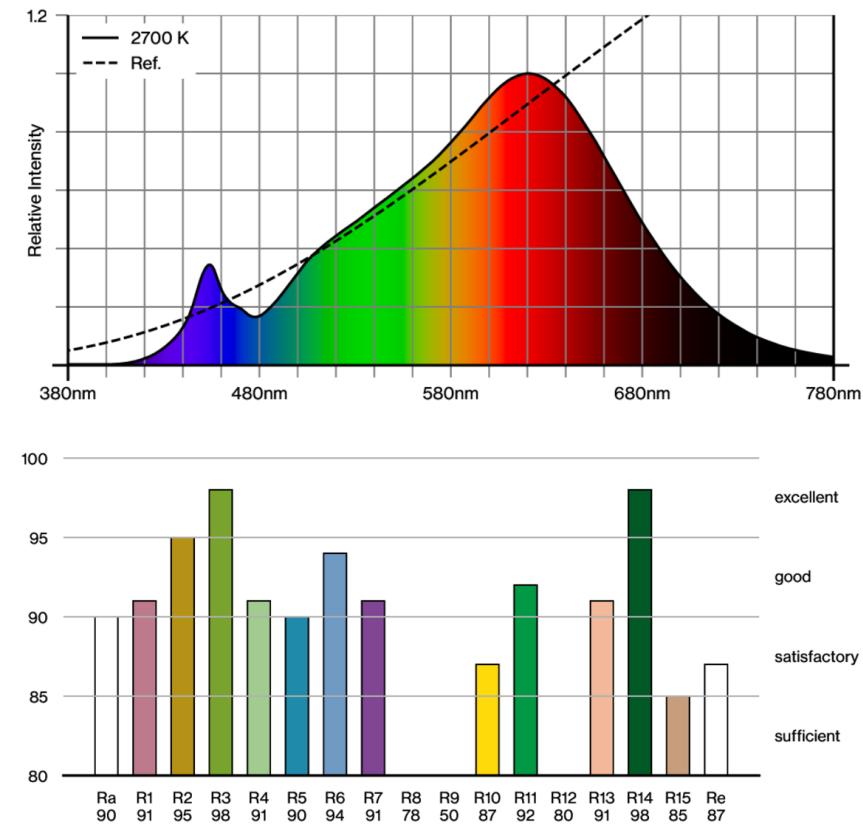 1.2
2700 K
Ref.
Relative Intensity
380nm 480nm 580nm 680nm 780nm
100
excellent
95
good
90
satisfactory
85
sufficient
80
Ra R1 R2 R3 R4 R5 R6 R7 R8 R9 R10 R11 R12 R13 R14 R15 Re
90 91 95 98 91 90 94 91 78 50 87 92 80 91 98 85 87